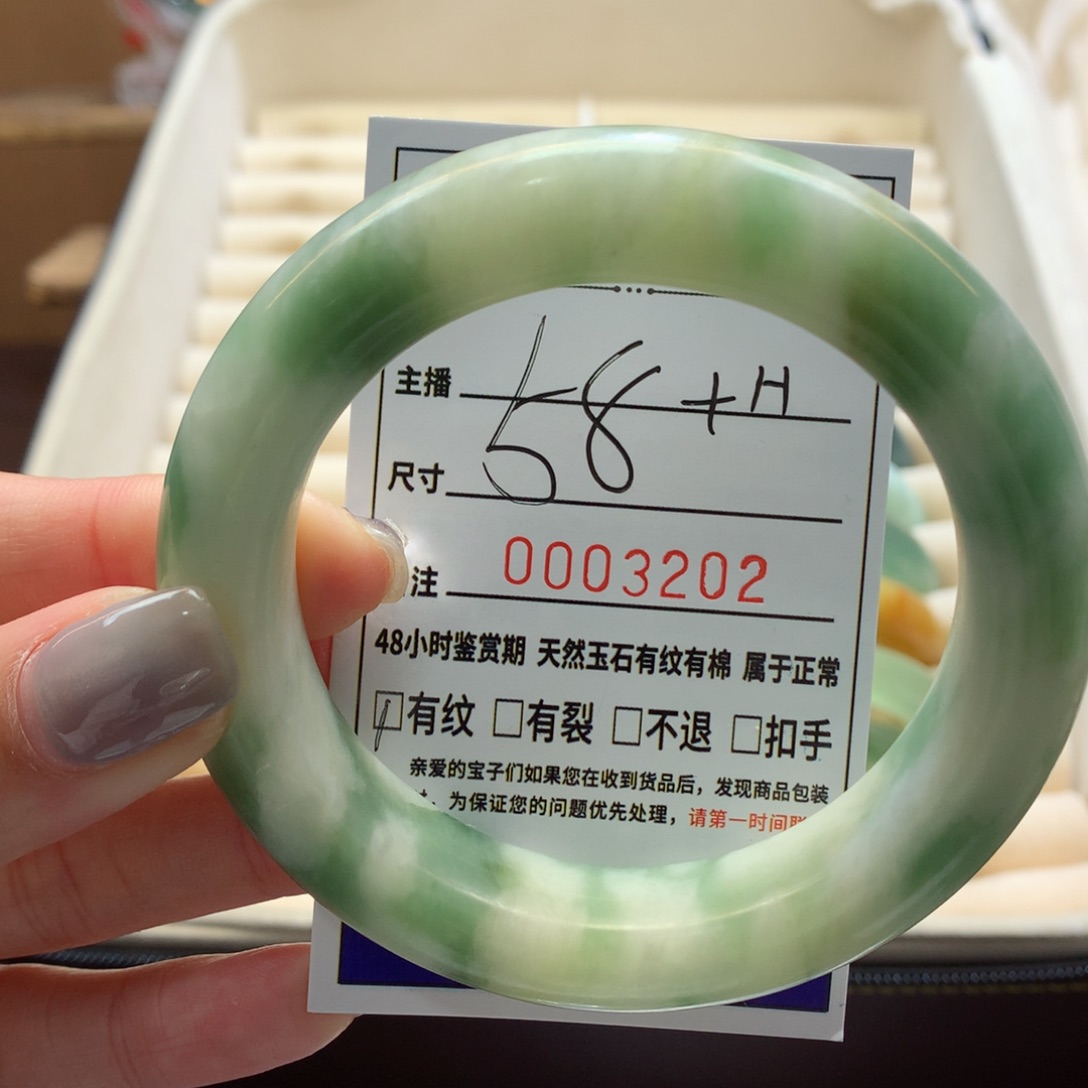 主播 58+H
尺寸
注 0003202
48小时鉴赏期 天然玉石有纹有棉 属于正常
□有纹 □有裂 □不退 □扣手
亲爱的宝子们如果您在收到货品后，发现商品包装
为保证您的问题优先处理，请第一时间